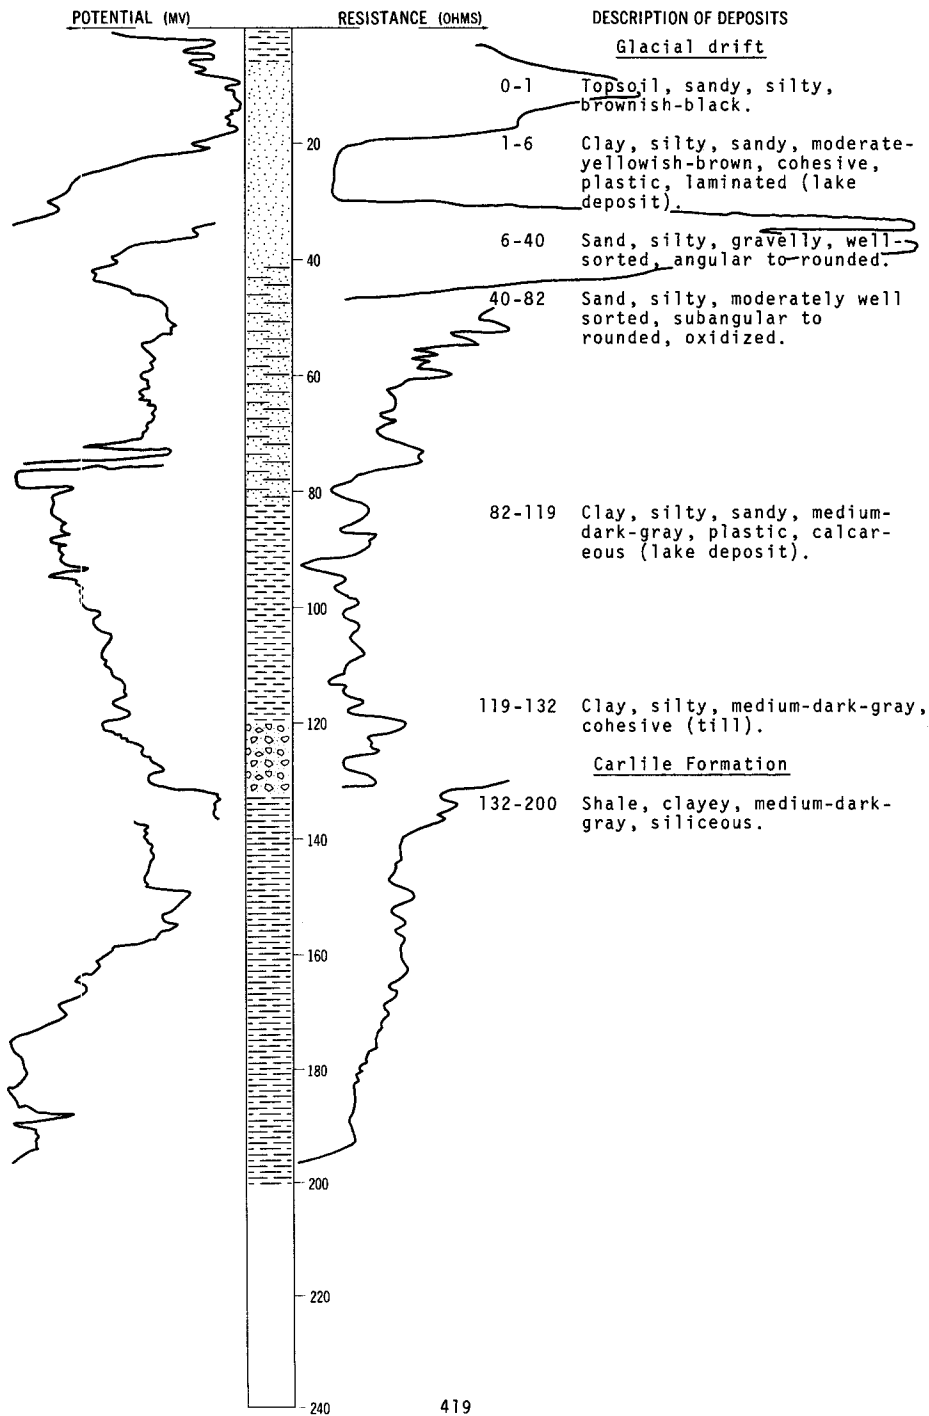 POTENTIAL (MV) RESISTANCE (OHMS) DESCRIPTION OF DEPOSITS
Glacial drift
0-1 Topsoil, sandy, silty,
brownish-black.
20
1-6 Clay, silty, sandy, moderate-
yellowish-brown, cohesive,
plastic, laminated (lake
deposit).
6-40 Sand, silty, gravelly, well-
sorted, angular to rounded.
40
40-82 Sand, silty, moderately well
sorted, subangular to
rounded, oxidized.
60
80
82-119 Clay, silty, sandy, medium-
dark-gray, plastic, calcar-
eous (lake deposit).
100
119-132 Clay, silty, medium-dark-gray,
cohesive (till).
120
Carlile Formation
132-200 Shale, clayey, medium-dark-
gray, siliceous.
140
160
180
200
220
240
419